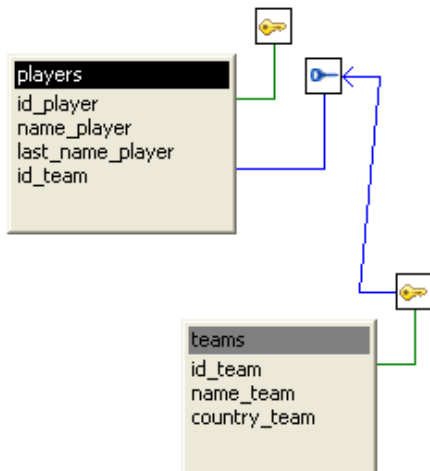 players
id_player
name_player
last_name_player
id_team
teams
id_team
name_team
country_team